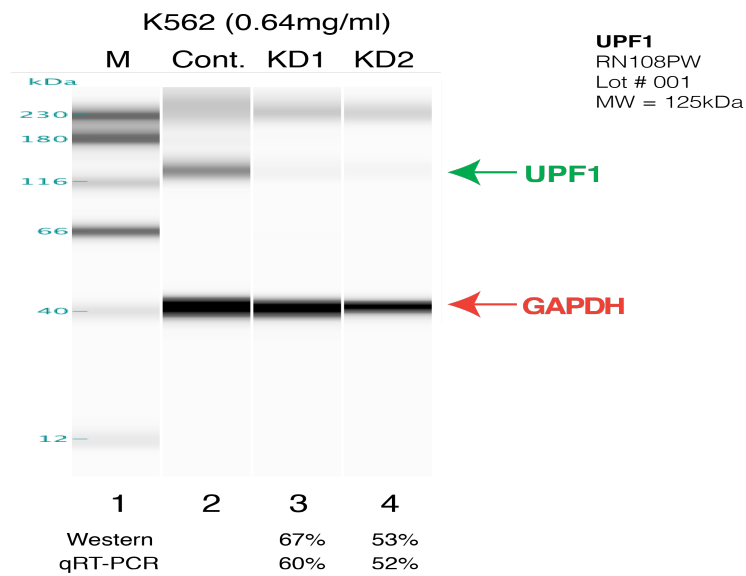 K562 (0.64mg/ml)
M Cont. KD1 KD2
UPF1
RN108PW
Lot # 001
MW = 125kDa
kDa
230
180
116
66
40
12
UPF1
GAPDH
1 2 3 4
Western 67% 53%
qRT-PCR 60% 52%